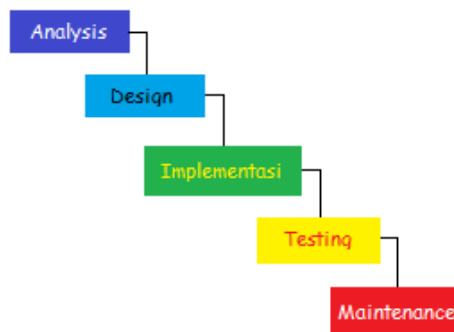 Analysis
Design
Implementasi
Testing
Maintenance